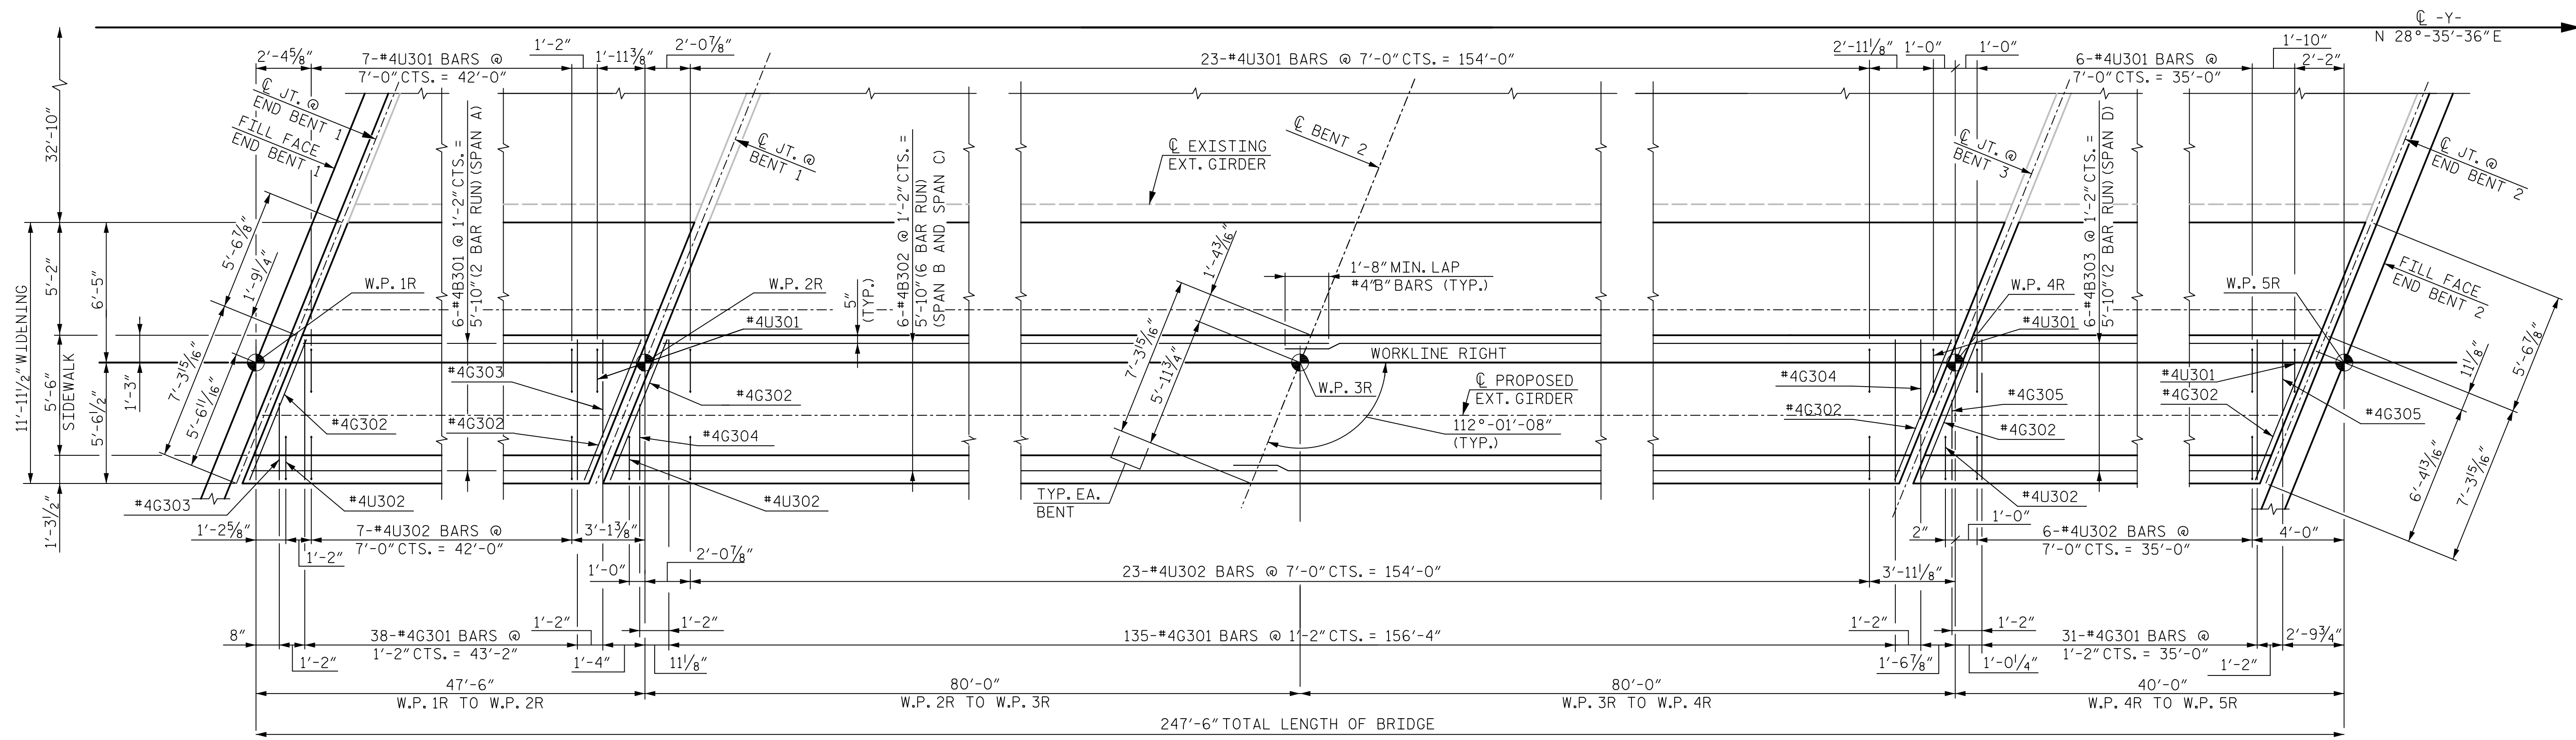 ℄ -Y-
N 28°-35'-36" E
2'-4⅝"
7-#4U301 BARS @
7'-0" CTS. = 42'-0"
1'-2"
1'-11⅜"
2'-0⅞"
23-#4U301 BARS @ 7'-0" CTS. = 154'-0"
2'-11⅛"
1'-0"
1'-0"
6-#4U301 BARS @
7'-0" CTS. = 35'-0"
1'-10"
2'-2"
32'-10"
℄ JT. @
END BENT 1
FILL FACE
END BENT 1
6-#4B301 @ 1'-2" CTS. =
5'-10" (2 BAR RUN) (SPAN A)
℄ JT. @
BENT 1
6-#4B302 @ 1'-2" CTS. =
5'-10" (6 BAR RUN)
(SPAN B AND SPAN C)
℄ EXISTING
EXT. GIRDER
℄ BENT 2
℄ JT. @
BENT 3
6-#4B303 @ 1'-2" CTS. =
5'-10" (2 BAR RUN) (SPAN D)
℄ JT. @
END BENT 2
FILL FACE
END BENT 2
11'-11½" WIDENING
5'-2"
6'-5"
5'-6"
SIDEWALK
1'-3"
5'-6½"
1'-3½"
5'-6⅞"
1'-9¼"
7'-3 15/16"
5'-6 11/16"
W.P. 1R
W.P. 2R
#4U301
5"
(TYP.)
1'-4 3/16"
7'-3 15/16"
5'-11¾"
1'-8" MIN. LAP
#4"B" BARS (TYP.)
WORKLINE RIGHT
W.P. 3R
℄ PROPOSED
EXT. GIRDER
112°-01'-08"
(TYP.)
W.P. 4R
#4U301
W.P. 5R
#4U301
#4G302
#4G305
#4G303
#4G302
#4G302
#4G302
#4G304
#4G304
#4G302
#4G305
#4G302
5'-6⅞"
11⅛"
6'-4 13/16"
7'-3 15/16"
#4G303
#4U302
#4U302
TYP. EA.
BENT
#4U302
1'-2⅝"
1'-2"
7-#4U302 BARS @
7'-0" CTS. = 42'-0"
3'-1⅜"
1'-0"
2'-0⅞"
23-#4U302 BARS @ 7'-0" CTS. = 154'-0"
3'-11⅛"
2"
1'-0"
6-#4U302 BARS @
7'-0" CTS. = 35'-0"
4'-0"
8"
1'-2"
38-#4G301 BARS @
1'-2" CTS. = 43'-2"
1'-2"
1'-4"
11⅛"
1'-2"
135-#4G301 BARS @ 1'-2" CTS. = 156'-4"
1'-2"
1'-6⅞"
1'-2"
1'-0¼"
31-#4G301 BARS @
1'-2" CTS. = 35'-0"
1'-2"
2'-9¾"
47'-6"
W.P. 1R TO W.P. 2R
80'-0"
W.P. 2R TO W.P. 3R
80'-0"
W.P. 3R TO W.P. 4R
40'-0"
W.P. 4R TO W.P. 5R
247'-6" TOTAL LENGTH OF BRIDGE